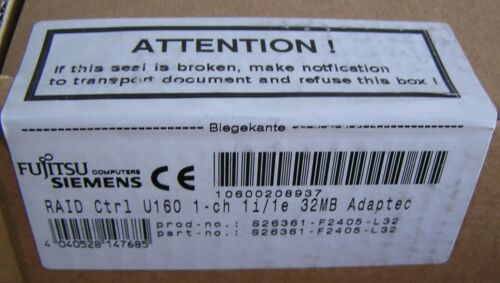 ATTENTION !
If this seal is broken, make notfication
to transport document and refuse this box !
Biegekante
FUJITSU COMPUTERS
SIEMENS CE
10600208937
RAID Ctrl U160 1-ch 1i/1e 32MB Adaptec
prod-no.: S26361-F2405-L32
part-no.: S26361-F2405-L32
4 040528 147685